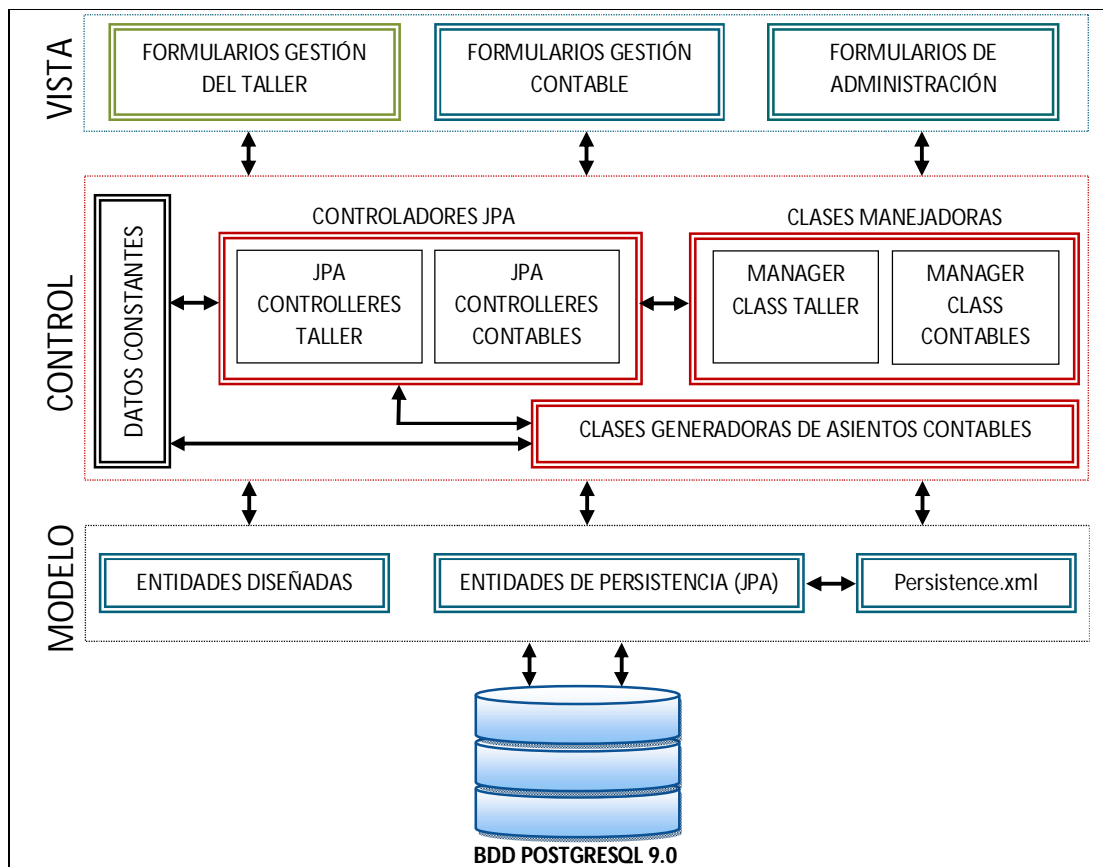 VISTA
FORMULARIOS GESTIÓN
DEL TALLER
FORMULARIOS GESTIÓN
CONTABLE
FORMULARIOS DE
ADMINISTRACIÓN
CONTROL
DATOS CONSTANTES
CONTROLADORES JPA
JPA
CONTROLLERES
TALLER
JPA
CONTROLLERES
CONTABLES
CLASES MANEJADORAS
MANAGER
CLASS TALLER
MANAGER
CLASS
CONTABLES
CLASES GENERADORAS DE ASIENTOS CONTABLES
MODELO
ENTIDADES DISEÑADAS
ENTIDADES DE PERSISTENCIA (JPA)
Persistence.xml
BDD POSTGRESQL 9.0